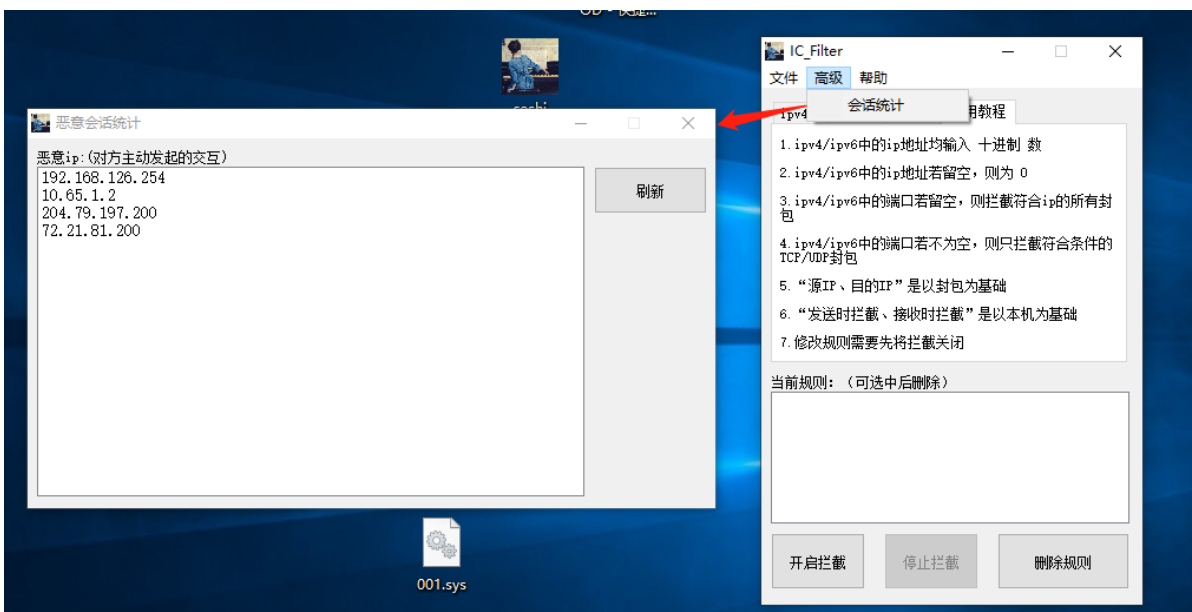 IC_Filter
文件 高级 帮助
会话统计
ipv4
用教程
恶意会话统计
恶意ip:(对方主动发起的交互)
192.168.126.254
10.65.1.2
204.79.197.200
72.21.81.200
刷新
1.ipv4/ipv6中的ip地址均输入 十进制 数
2.ipv4/ipv6中的ip地址若留空，则为 0
3.ipv4/ipv6中的端口若留空，则拦截符合ip的所有封
包
4.ipv4/ipv6中的端口若不为空，则只拦截符合条件的
TCP/UDP封包
5.“源IP、目的IP”是以封包为基础
6.“发送时拦截、接收时拦截”是以本机为基础
7.修改规则需要先将拦截关闭
当前规则：（可选中后删除）
开启拦截
停止拦截
删除规则
001.sys